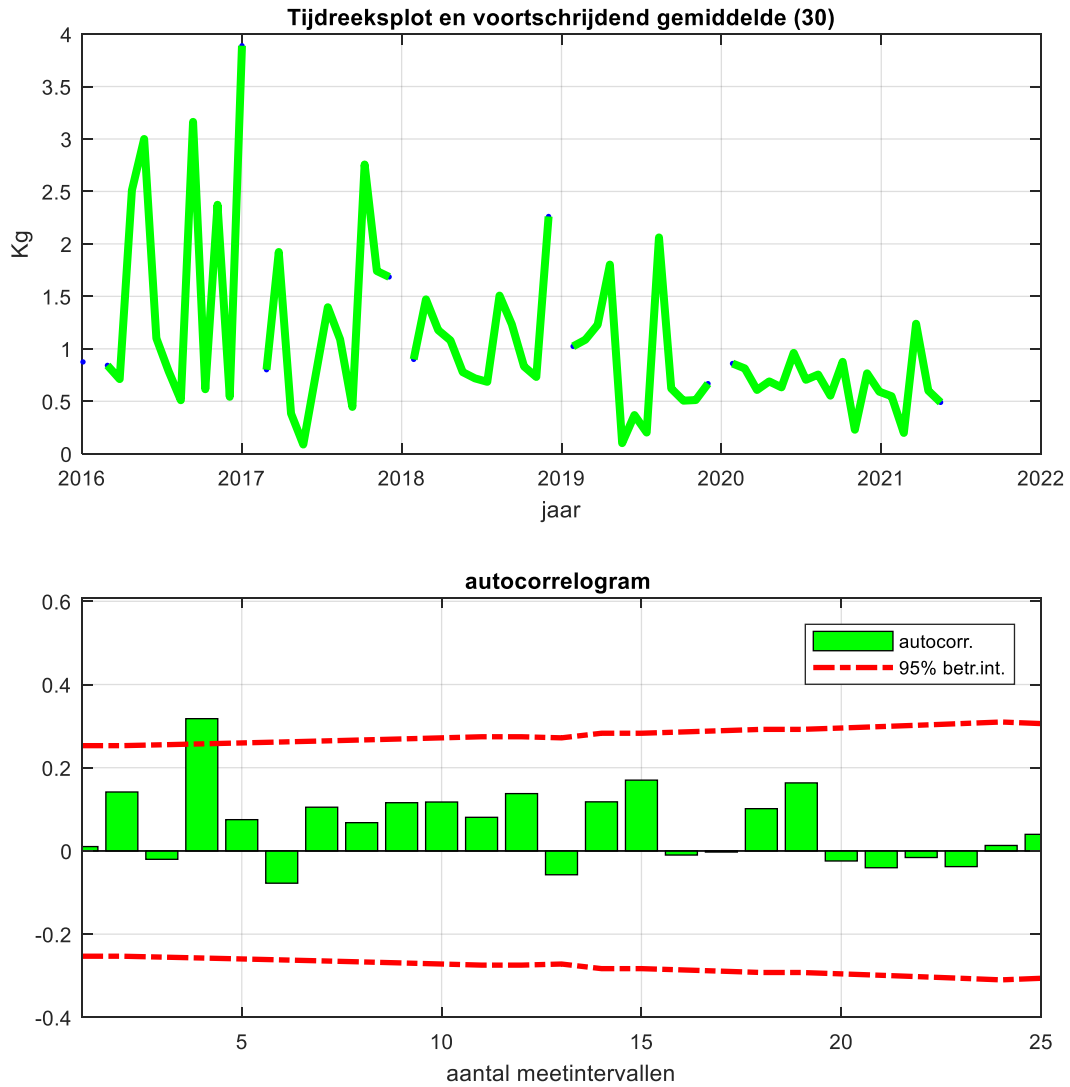 Tijdreeksplot en voortschrijdend gemiddelde (30)
4
3.5
3
2.5
2
1.5
1
0.5
0
Kg
2016 2017 2018 2019 2020 2021 2022
jaar
autocorrelogram
0.6
0.4
0.2
0
-0.2
-0.4
autocorr.
95% betr.int.
5 10 15 20 25
aantal meetintervallen